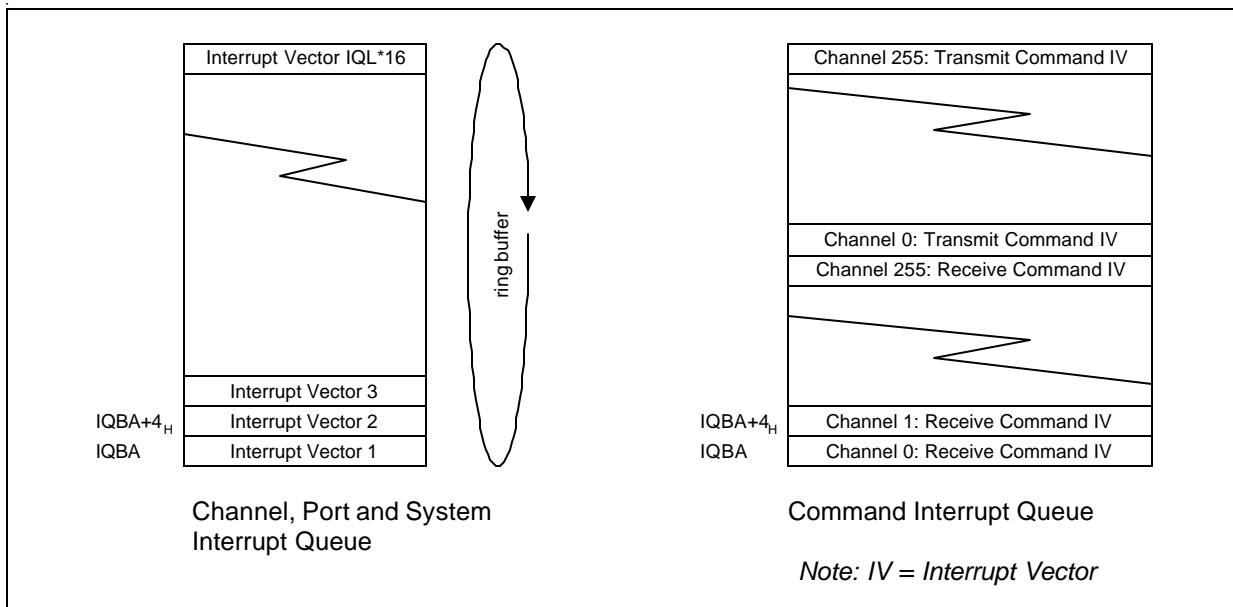 Interrupt Vector IQL*16
ringbuffer
Interrupt Vector 3
IQBA+4H Interrupt Vector 2
IQBA Interrupt Vector 1
Channel, Port and System
Interrupt Queue
Channel 255: Transmit Command IV
Channel 0: Transmit Command IV
Channel 255: Receive Command IV
IQBA+4H Channel 1: Receive Command IV
IQBA Channel 0: Receive Command IV
Command Interrupt Queue
Note: IV = Interrupt Vector